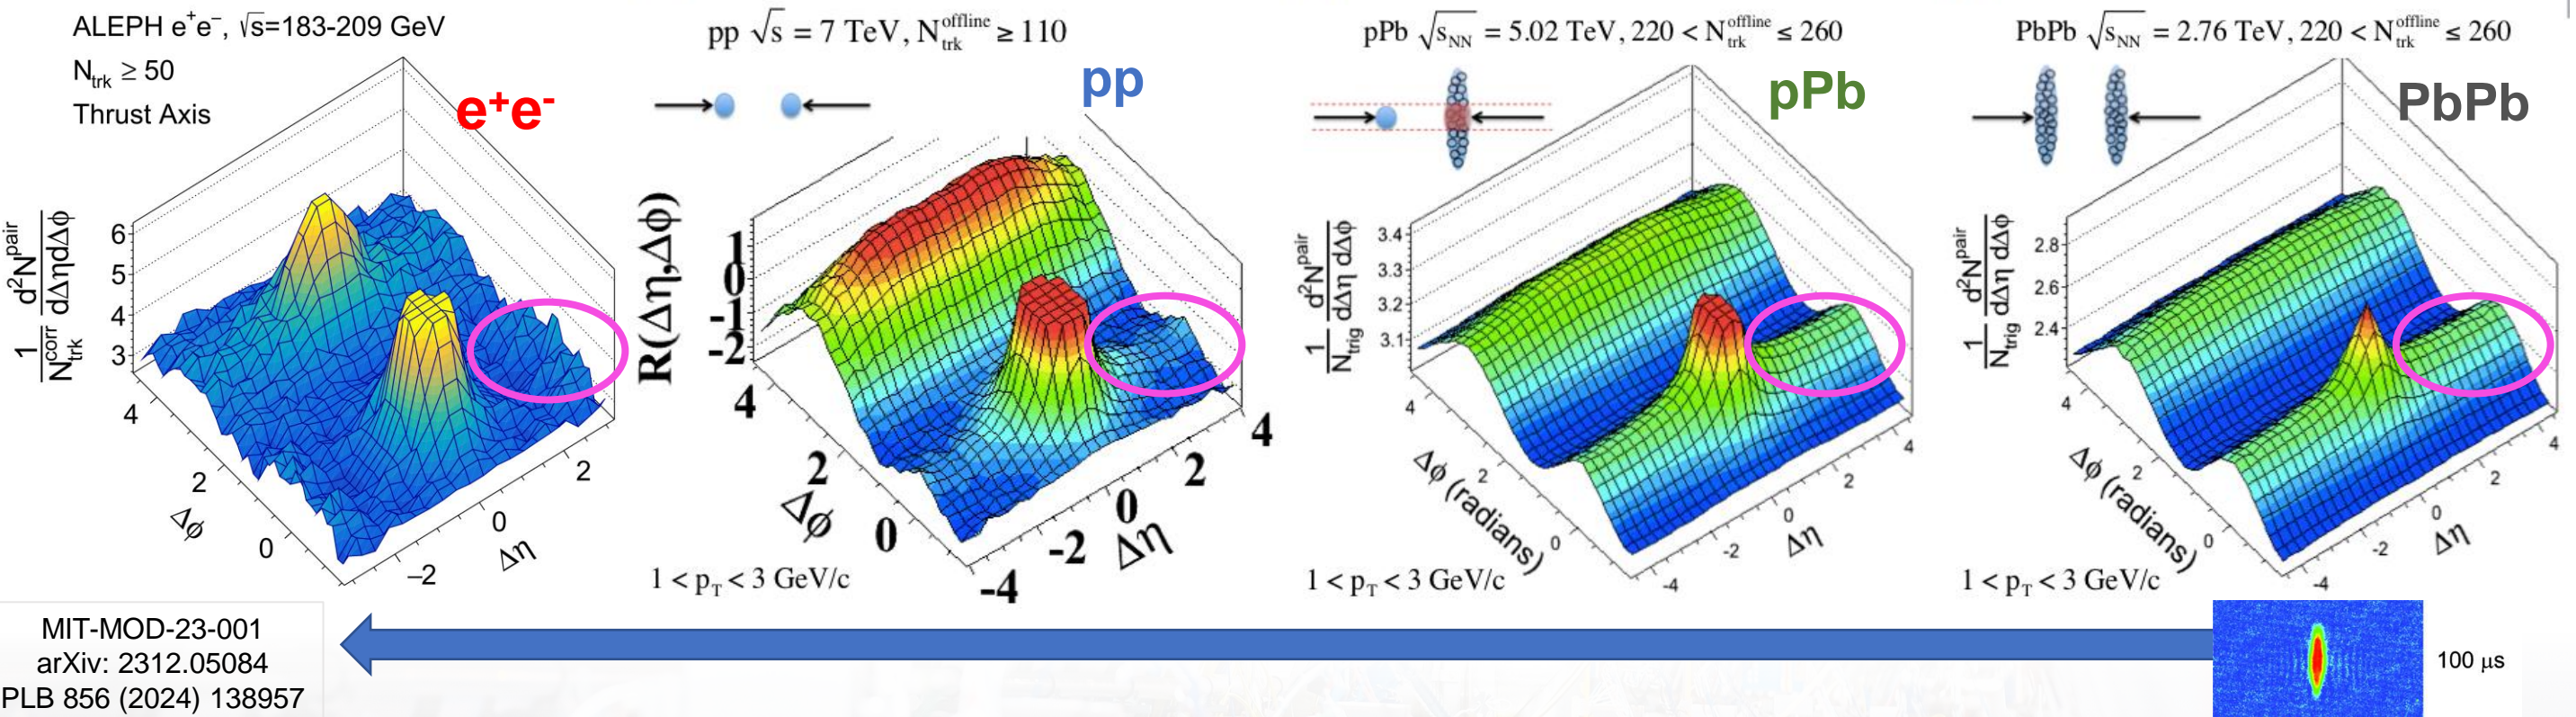 ALEPH e⁺e⁻, √s=183-209 GeV
N_trk ≥ 50
Thrust Axis
e⁺e⁻
1/N_trk^corr d²N^pair/dΔηdΔϕ
6
5
4
3
4
2
0
Δϕ
−2
0
2
Δη
pp √s = 7 TeV, N_trk^offline ≥ 110
pp
R(Δη,Δϕ)
1
0
-1
-2
4
2
0
Δϕ
-4
-2
0
2
4
Δη
1 < p_T < 3 GeV/c
pPb √s_NN = 5.02 TeV, 220 < N_trk^offline ≤ 260
pPb
1/N_trig d²N^pair/dΔη dΔϕ
3.4
3.3
3.2
3.1
4
2
0
Δϕ (radians)
-4
-2
0
2
4
Δη
1 < p_T < 3 GeV/c
PbPb √s_NN = 2.76 TeV, 220 < N_trk^offline ≤ 260
PbPb
1/N_trig d²N^pair/dΔη dΔϕ
2.8
2.6
2.4
4
2
0
Δϕ (radians)
-4
-2
0
2
4
Δη
1 < p_T < 3 GeV/c
MIT-MOD-23-001
arXiv: 2312.05084
PLB 856 (2024) 138957
100 μs